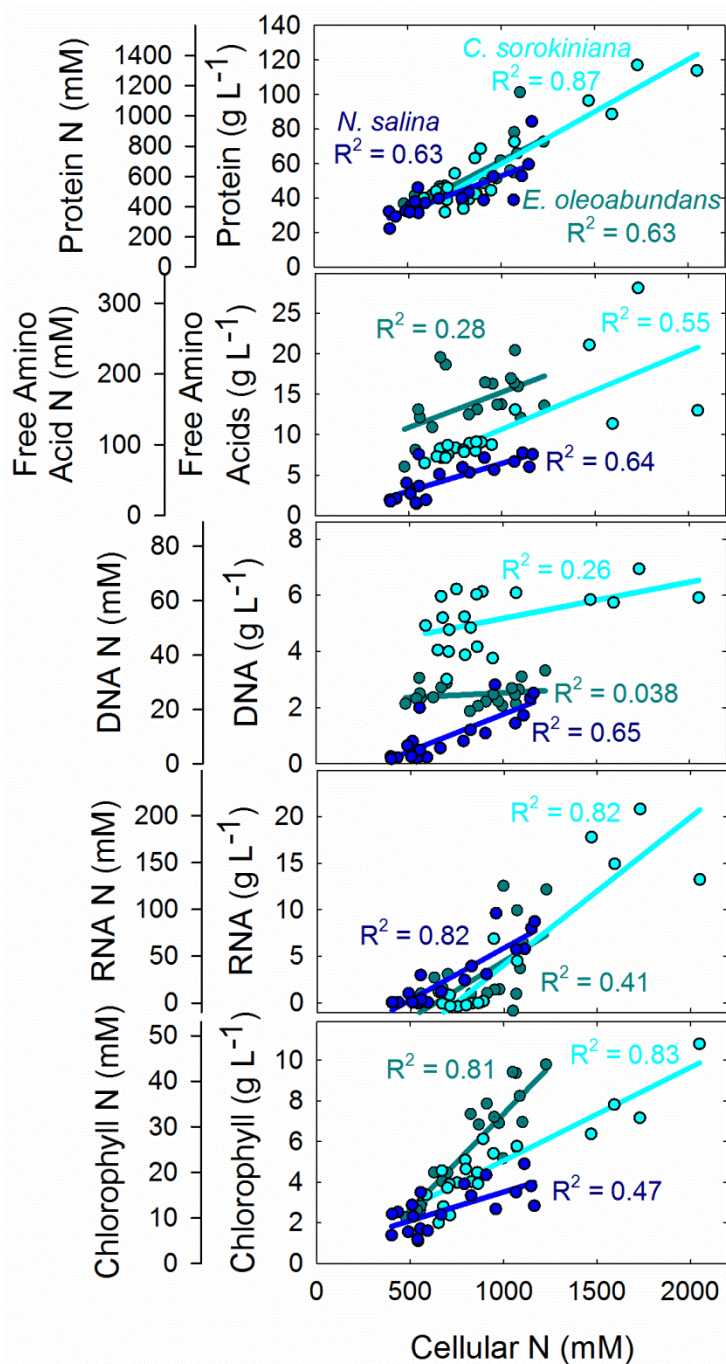 Protein N (mM)
1400
1200
1000
800
600
400
200
0
Protein (g L-1)
140
120
100
80
60
40
20
0
C. sorokiniana
R2 = 0.87
N. salina
R2 = 0.63
E. oleoabundans
R2 = 0.63
Free Amino
Acid N (mM)
300
200
100
0
Free Amino
Acids (g L-1)
25
20
15
10
5
0
R2 = 0.28
R2 = 0.55
R2 = 0.64
DNA N (mM)
80
60
40
20
0
DNA (g L-1)
8
6
4
2
0
R2 = 0.26
R2 = 0.038
R2 = 0.65
RNA N (mM)
200
150
100
50
0
RNA (g L-1)
20
15
10
5
0
R2 = 0.82
R2 = 0.82
R2 = 0.41
Chlorophyll N (mM)
50
40
30
20
10
0
Chlorophyll (g L-1)
10
8
6
4
2
0
R2 = 0.81
R2 = 0.83
R2 = 0.47
0 500 1000 1500 2000
Cellular N (mM)